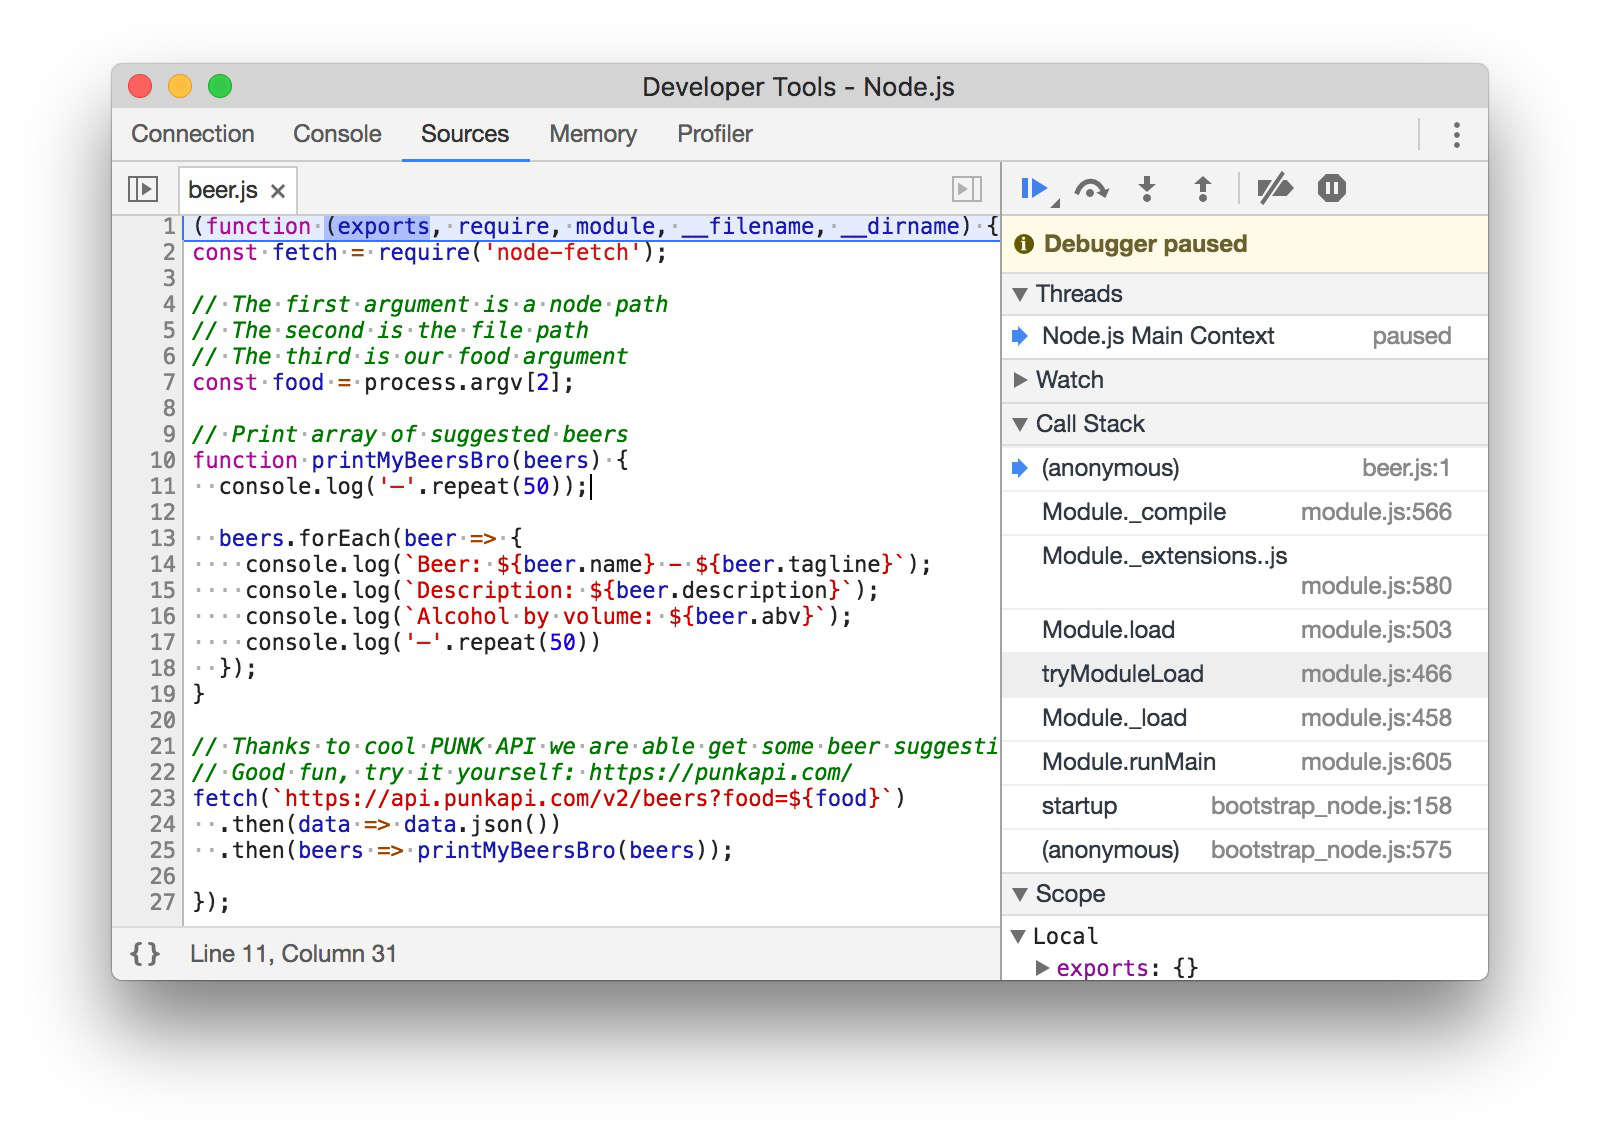 Developer Tools - Node.js
Connection Console Sources Memory Profiler
beer.js ×
1 (function (exports, require, module, __filename, __dirname) {
2 const fetch = require('node-fetch');
3
4 // The first argument is a node path
5 // The second is the file path
6 // The third is our food argument
7 const food = process.argv[2];
8
9 // Print array of suggested beers
10 function printMyBeersBro(beers) {
11   console.log('—'.repeat(50));
12
13   beers.forEach(beer => {
14     console.log(`Beer: ${beer.name} – ${beer.tagline}`);
15     console.log(`Description: ${beer.description}`);
16     console.log(`Alcohol by volume: ${beer.abv}`);
17     console.log('—'.repeat(50))
18   });
19 }
20
21 // Thanks to cool PUNK API we are able get some beer suggesti
22 // Good fun, try it yourself: https://punkapi.com/
23 fetch(`https://api.punkapi.com/v2/beers?food=${food}`)
24   .then(data => data.json())
25   .then(beers => printMyBeersBro(beers));
26
27 });
{} Line 11, Column 31
Debugger paused
Threads
Node.js Main Context paused
Watch
Call Stack
(anonymous) beer.js:1
Module._compile module.js:566
Module._extensions..js
module.js:580
Module.load module.js:503
tryModuleLoad module.js:466
Module._load module.js:458
Module.runMain module.js:605
startup bootstrap_node.js:158
(anonymous) bootstrap_node.js:575
Scope
Local
exports: {}